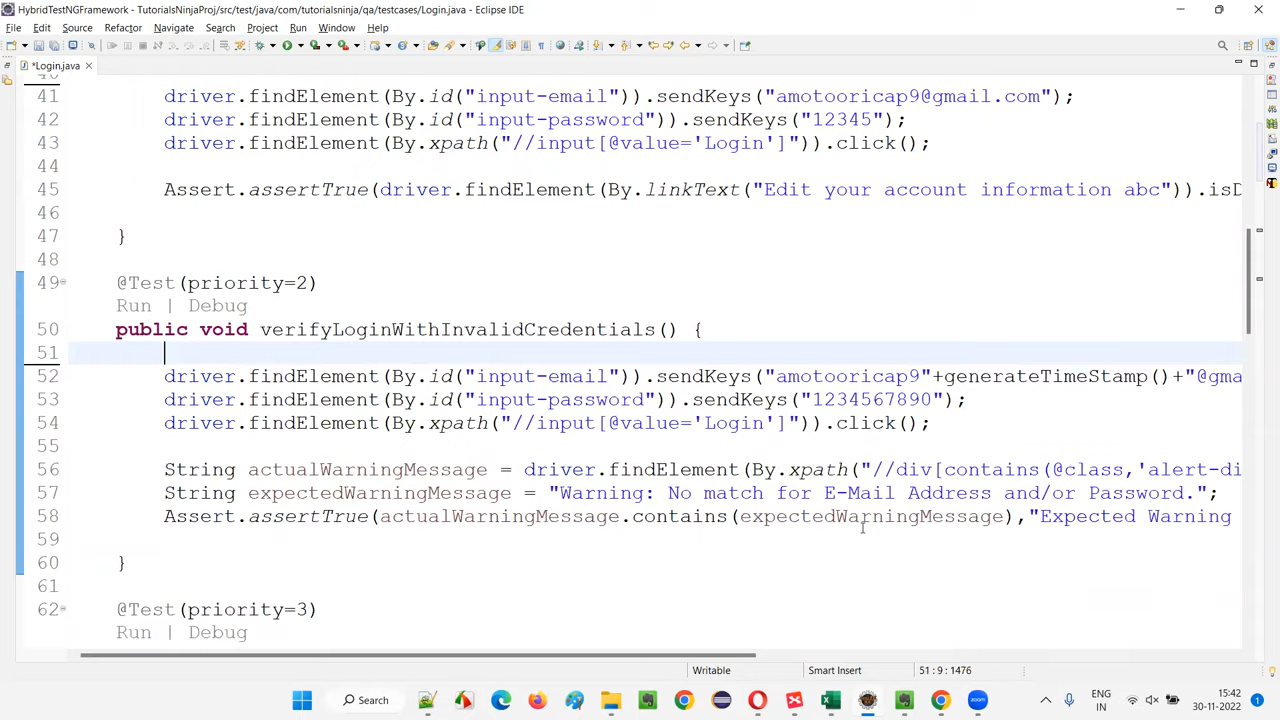 HybridTestNGFramework - TutorialsNinjaProj/src/test/java/com/tutorialsninja/qa/testcases/Login.java - Eclipse IDE
File Edit Source Refactor Navigate Search Project Run Window Help
*Login.java
41 driver.findElement(By.id("input-email")).sendKeys("amotooricap9@gmail.com");
42 driver.findElement(By.id("input-password")).sendKeys("12345");
43 driver.findElement(By.xpath("//input[@value='Login']")).click();
44
45 Assert.assertTrue(driver.findElement(By.linkText("Edit your account information abc")).isD
46
47 }
48
49 @Test(priority=2)
Run | Debug
50 public void verifyLoginWithInvalidCredentials() {
51
52 driver.findElement(By.id("input-email")).sendKeys("amotooricap9"+generateTimeStamp()+"@gma
53 driver.findElement(By.id("input-password")).sendKeys("1234567890");
54 driver.findElement(By.xpath("//input[@value='Login']")).click();
55
56 String actualWarningMessage = driver.findElement(By.xpath("//div[contains(@class,'alert-di
57 String expectedWarningMessage = "Warning: No match for E-Mail Address and/or Password.";
58 Assert.assertTrue(actualWarningMessage.contains(expectedWarningMessage),"Expected Warning
59
60 }
61
62 @Test(priority=3)
Run | Debug
Writable Smart Insert 51 : 9 : 1476
Search
zoom
ENG
IN
15:42
30-11-2022
1